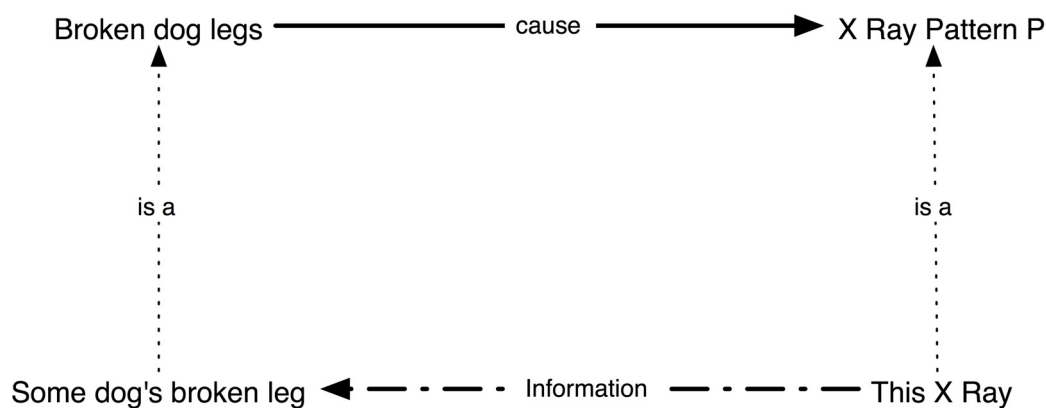 Broken dog legs cause X Ray Pattern P
is a is a
Some dog's broken leg Information This X Ray